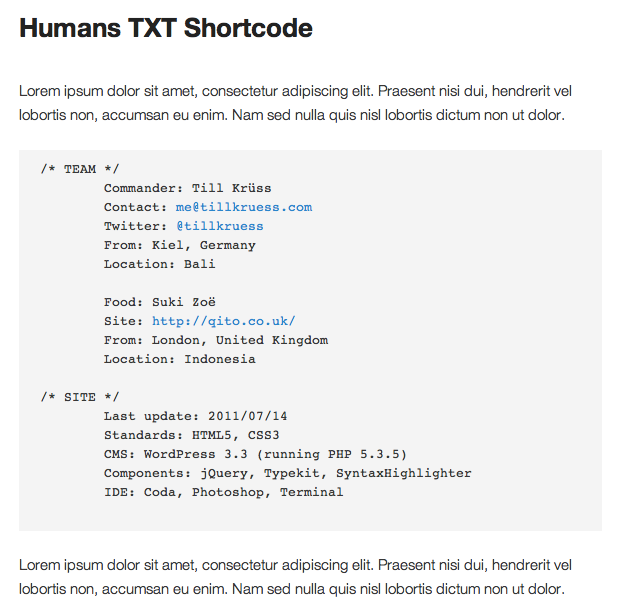 Humans TXT Shortcode
Lorem ipsum dolor sit amet, consectetur adipiscing elit. Praesent nisi dui, hendrerit vel
lobortis non, accumsan eu enim. Nam sed nulla quis nisl lobortis dictum non ut dolor.
/* TEAM */
Commander: Till Krüss
Contact: me@tillkruess.com
Twitter: @tillkruess
From: Kiel, Germany
Location: Bali
Food: Suki Zoë
Site: http://qito.co.uk/
From: London, United Kingdom
Location: Indonesia
/* SITE */
Last update: 2011/07/14
Standards: HTML5, CSS3
CMS: WordPress 3.3 (running PHP 5.3.5)
Components: jQuery, Typekit, SyntaxHighlighter
IDE: Coda, Photoshop, Terminal
Lorem ipsum dolor sit amet, consectetur adipiscing elit. Praesent nisi dui, hendrerit vel
lobortis non, accumsan eu enim. Nam sed nulla quis nisl lobortis dictum non ut dolor.